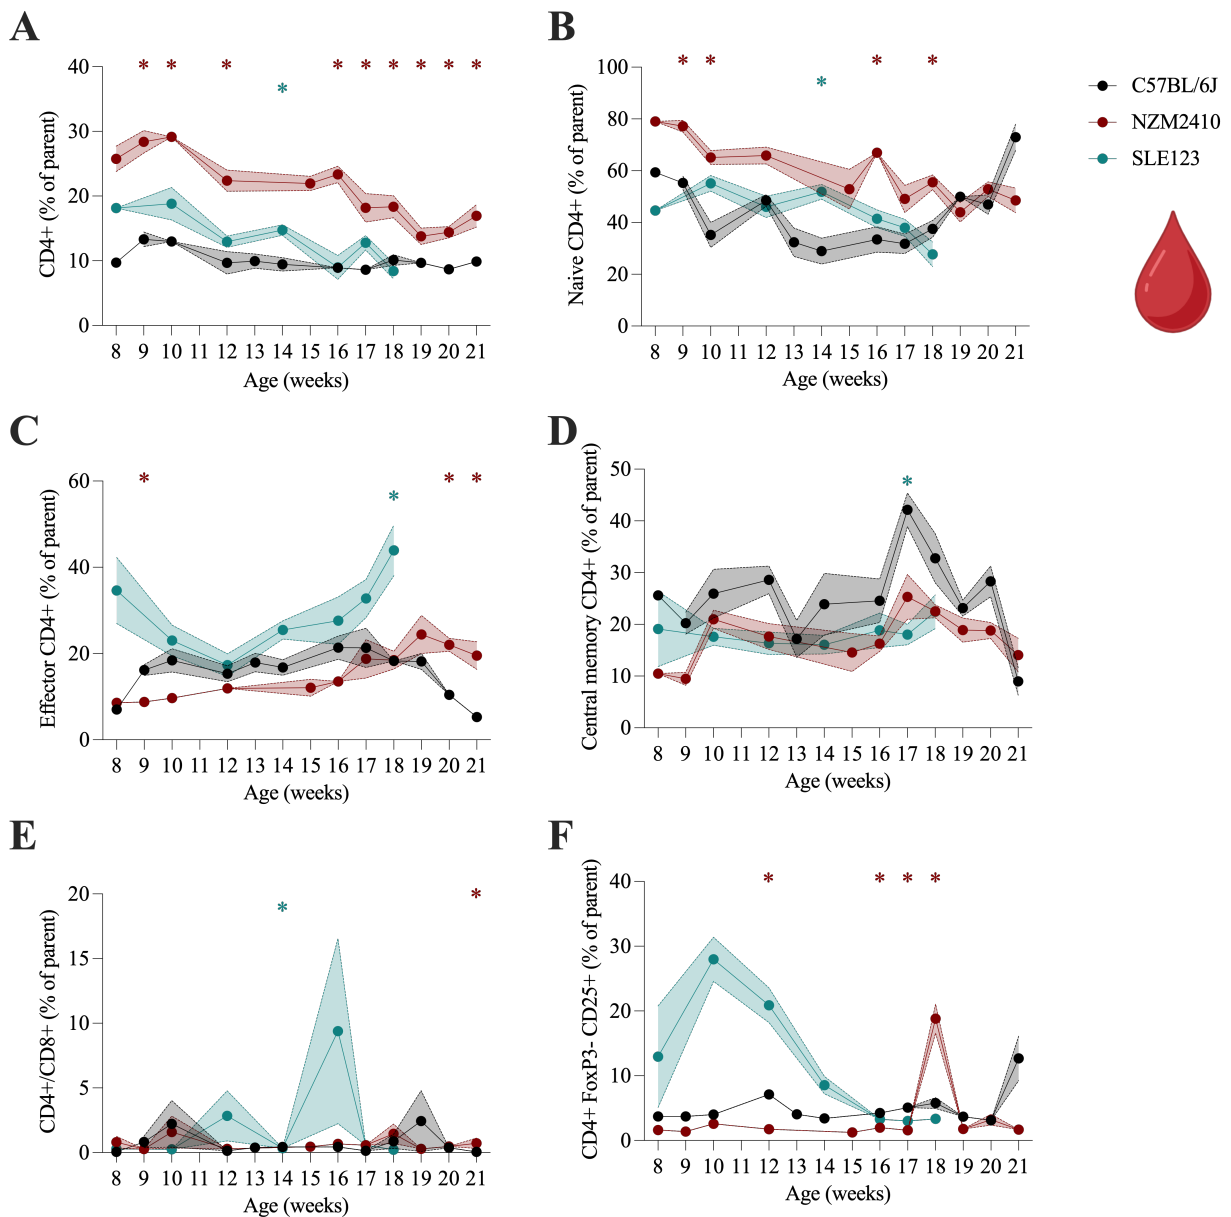 A
40
30
20
10
0
CD4+ (% of parent)
* * * * * * * * *
*
8 9 10 11 12 13 14 15 16 17 18 19 20 21
Age (weeks)
B
100
80
60
40
20
0
Naive CD4+ (% of parent)
* * * *
*
8 9 10 11 12 13 14 15 16 17 18 19 20 21
Age (weeks)
C57BL/6J
NZM2410
SLE123
C
60
40
20
0
Effector CD4+ (% of parent)
* * *
*
8 9 10 11 12 13 14 15 16 17 18 19 20 21
Age (weeks)
D
50
40
30
20
10
0
Central memory CD4+ (% of parent)
*
8 9 10 11 12 13 14 15 16 17 18 19 20 21
Age (weeks)
E
20
15
10
5
0
CD4+/CD8+ (% of parent)
*
*
8 9 10 11 12 13 14 15 16 17 18 19 20 21
Age (weeks)
F
40
30
20
10
0
CD4+ FoxP3- CD25+ (% of parent)
* * * *
8 9 10 11 12 13 14 15 16 17 18 19 20 21
Age (weeks)